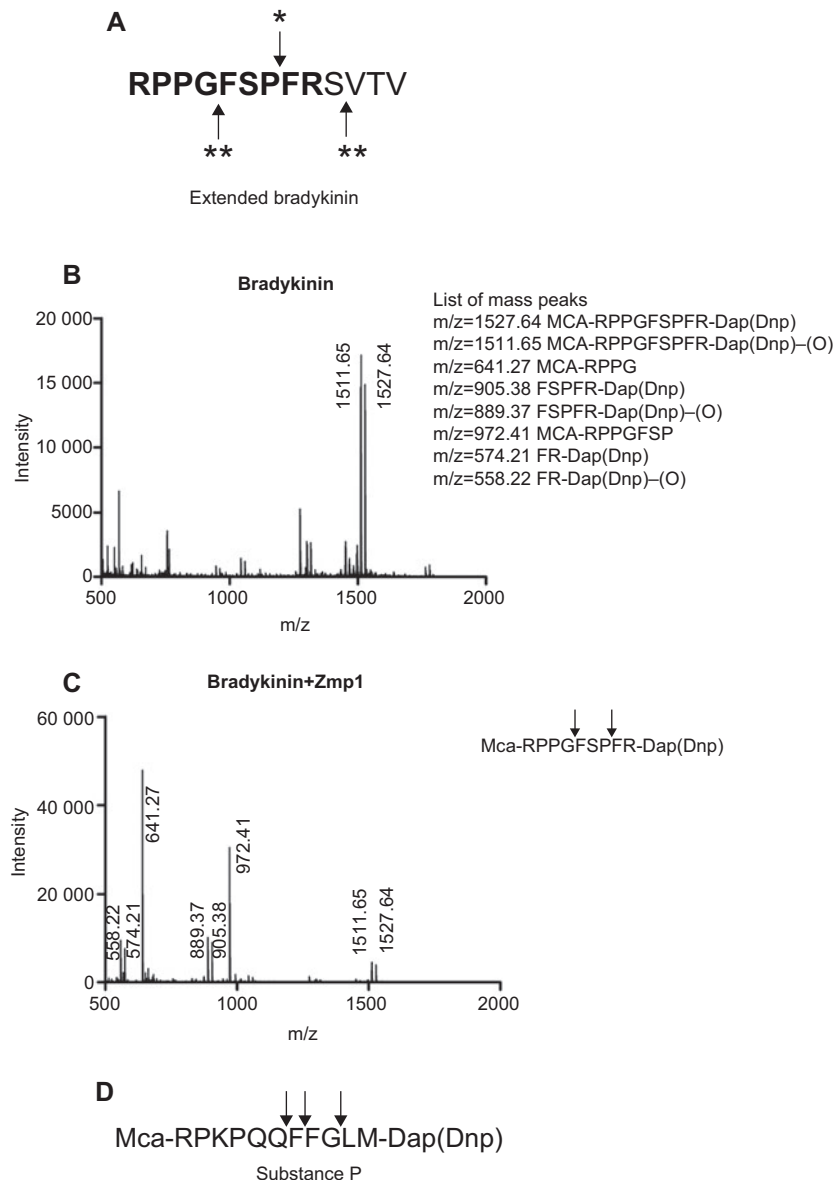 A
*
RPPGFSPFRSVTV
** **
Extended bradykinin
B
Bradykinin
20 000
15 000
10 000
5000
0
Intensity
1511.65
1527.64
500 1000 1500 2000
m/z
List of mass peaks
m/z=1527.64 MCA-RPPGFSPFR-Dap(Dnp)
m/z=1511.65 MCA-RPPGFSPFR-Dap(Dnp)–(O)
m/z=641.27 MCA-RPPG
m/z=905.38 FSPFR-Dap(Dnp)
m/z=889.37 FSPFR-Dap(Dnp)–(O)
m/z=972.41 MCA-RPPGFSP
m/z=574.21 FR-Dap(Dnp)
m/z=558.22 FR-Dap(Dnp)–(O)
C
Bradykinin+Zmp1
60 000
40 000
20 000
0
Intensity
558.22
574.21
641.27
889.37
905.38
972.41
1511.65
1527.64
500 1000 1500 2000
m/z
Mca-RPPGFSPFR-Dap(Dnp)
D
Mca-RPKPQQFFGLM-Dap(Dnp)
Substance P